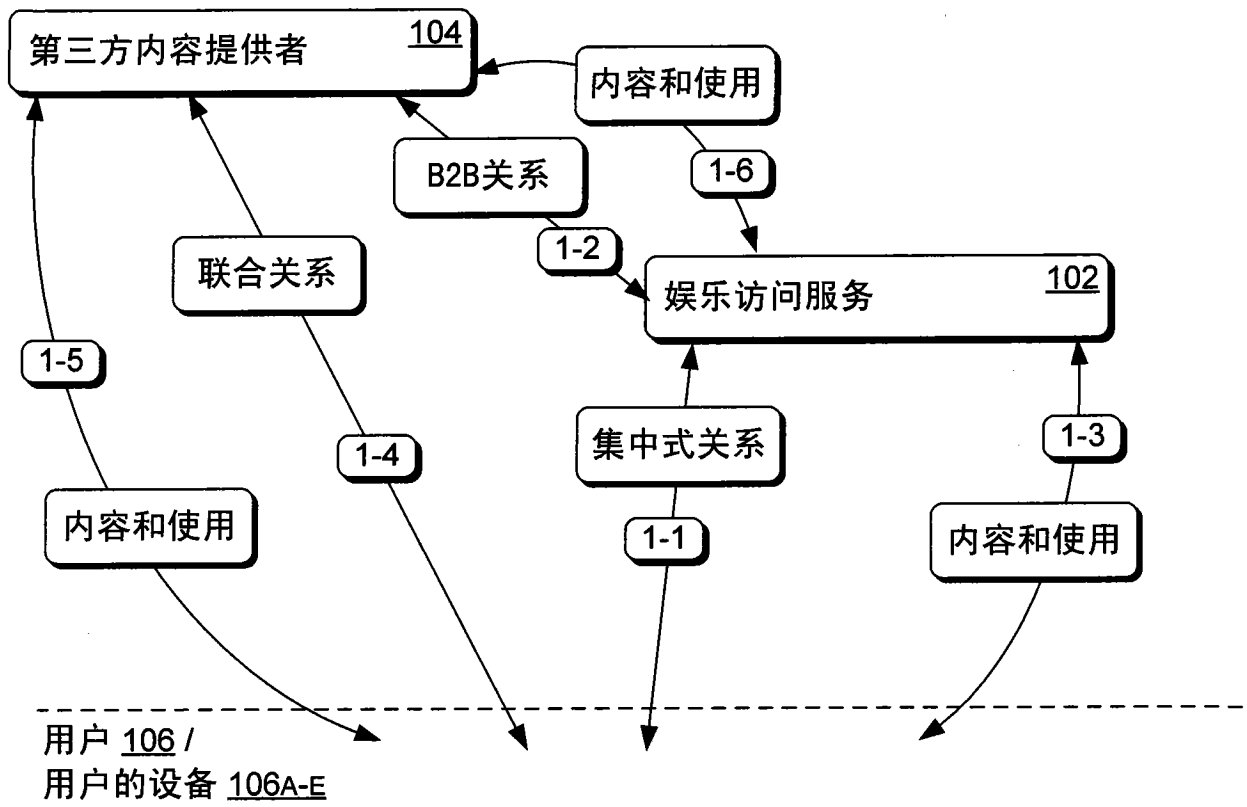 第三方内容提供者 104
内容和使用
B2B关系
1-6
1-2
联合关系
娱乐访问服务 102
1-5
集中式关系
1-3
1-4
内容和使用
1-1
内容和使用
用户 106 /
用户的设备 106A-E